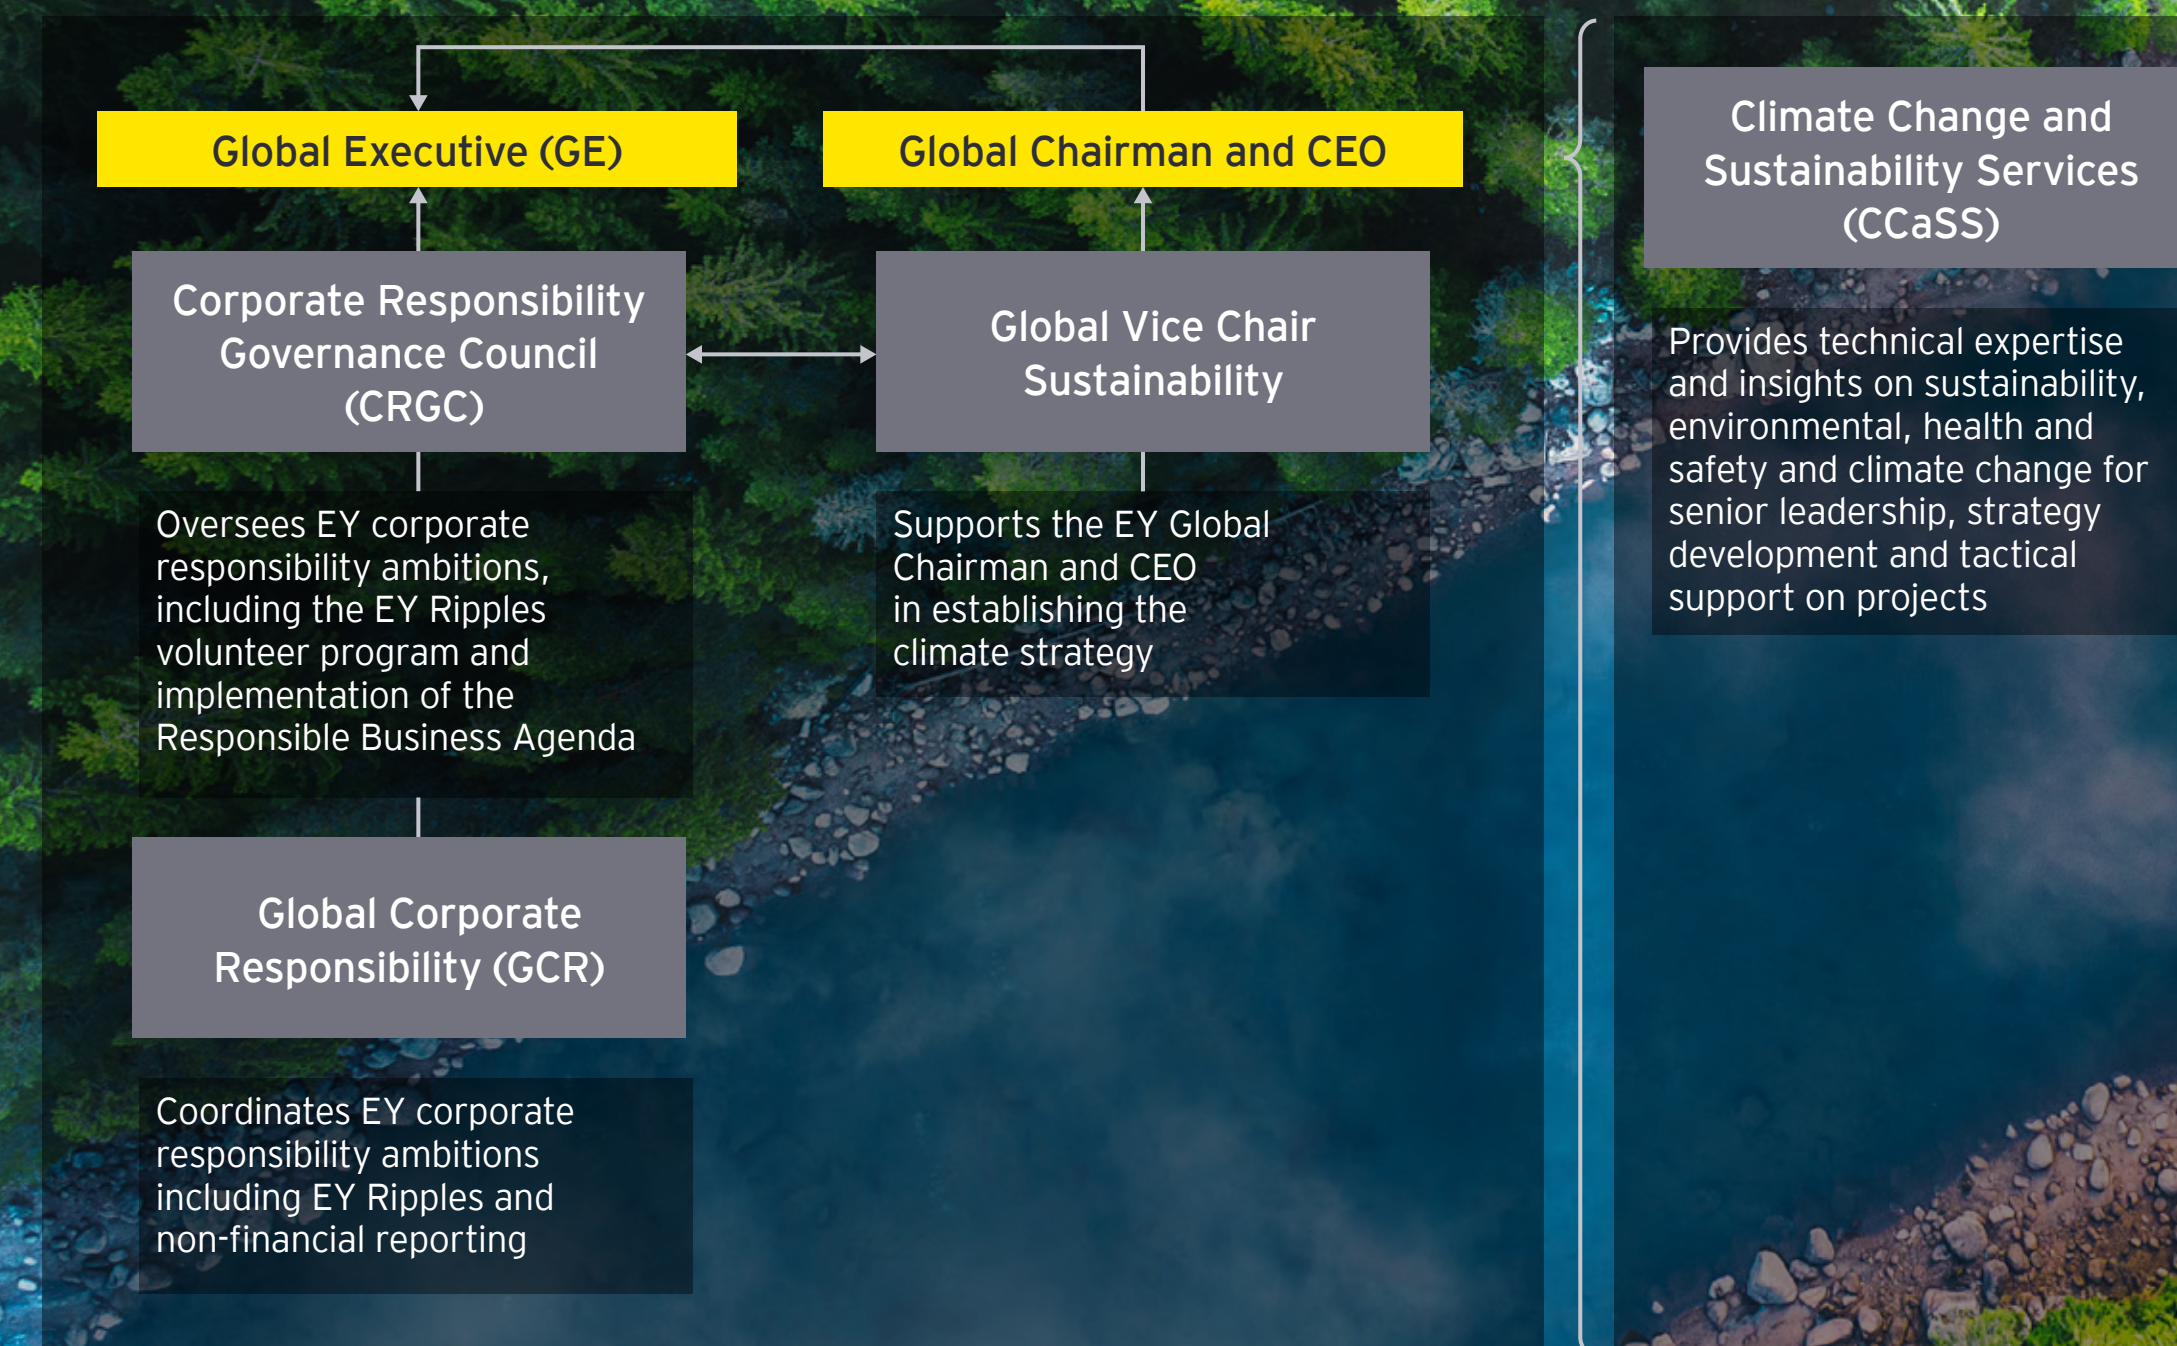 Global Executive (GE)
Global Chairman and CEO
Corporate Responsibility
Governance Council
(CRGC)
Global Vice Chair
Sustainability
Oversees EY corporate
responsibility ambitions,
including the EY Ripples
volunteer program and
implementation of the
Responsible Business Agenda
Supports the EY Global
Chairman and CEO
in establishing the
climate strategy
Global Corporate
Responsibility (GCR)
Coordinates EY corporate
responsibility ambitions
including EY Ripples and
non-financial reporting
Climate Change and
Sustainability Services
(CCaSS)
Provides technical expertise
and insights on sustainability,
environmental, health and
safety and climate change for
senior leadership, strategy
development and tactical
support on projects